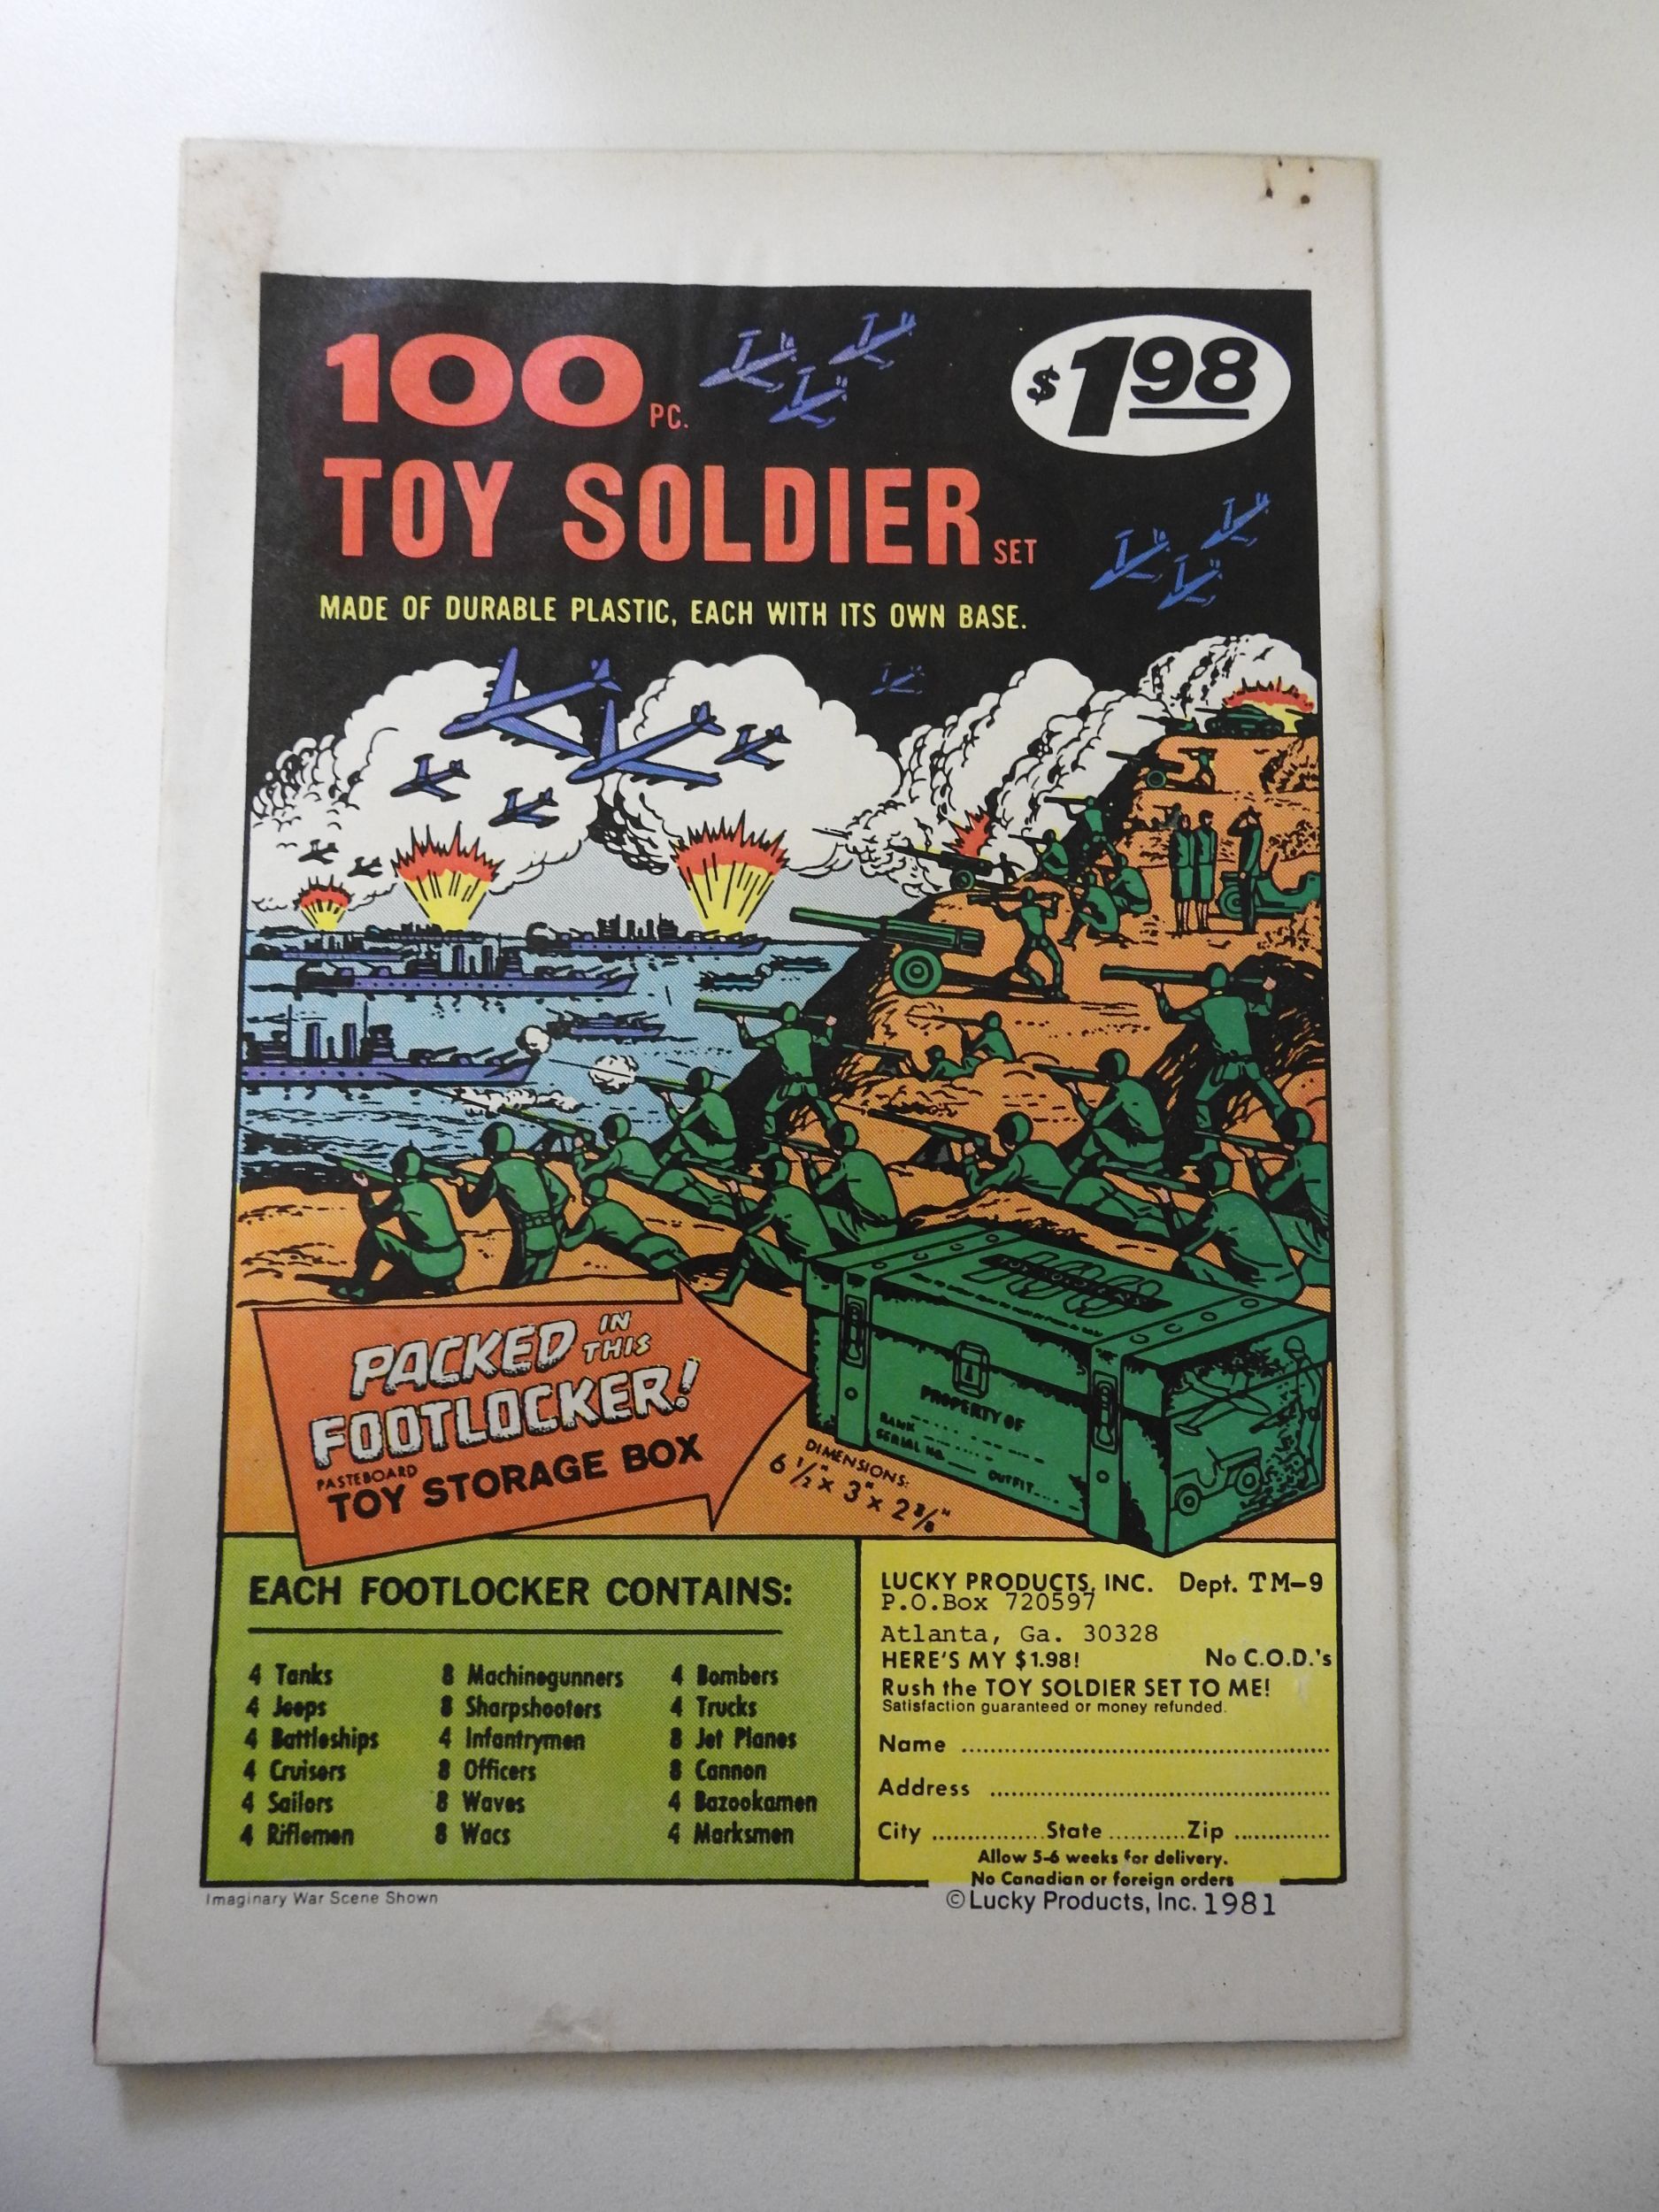 100 PC.
$1.98
TOY SOLDIER SET
MADE OF DURABLE PLASTIC, EACH WITH ITS OWN BASE.
PACKED IN THIS
FOOTLOCKER!
PASTEBOARD
TOY STORAGE BOX
100
PROPERTY OF
RANK
SERIAL NO.
OUTFIT
DIMENSIONS:
6 1/2" x 3" x 2 3/8"
EACH FOOTLOCKER CONTAINS:
4 Tanks
4 Jeeps
4 Battleships
4 Cruisers
4 Sailors
4 Riflemen
8 Machinegunners
8 Sharpshooters
4 Infantrymen
8 Officers
8 Waves
8 Wacs
4 Bombers
4 Trucks
8 Jet Planes
8 Cannon
4 Bazookamen
4 Marksmen
LUCKY PRODUCTS, INC. Dept. TM-9
P.O.Box 720597
Atlanta, Ga. 30328
HERE'S MY $1.98! No C.O.D.'s
Rush the TOY SOLDIER SET TO ME!
Satisfaction guaranteed or money refunded.
Name
Address
City State Zip
Allow 5-6 weeks for delivery.
No Canadian or foreign orders
Imaginary War Scene Shown
©Lucky Products, Inc. 1981